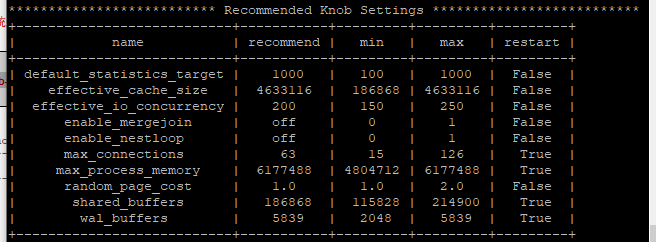 ************************** Recommended Knob Settings **************************
+---------------------------+-----------+---------+---------+---------+
| name | recommend | min | max | restart |
+---------------------------+-----------+---------+---------+---------+
| default_statistics_target | 1000 | 100 | 1000 | False |
| effective_cache_size | 4633116 | 186868 | 4633116 | False |
| effective_io_concurrency | 200 | 150 | 250 | False |
| enable_mergejoin | off | 0 | 1 | False |
| enable_nestloop | off | 0 | 1 | False |
| max_connections | 63 | 15 | 126 | True |
| max_process_memory | 6177488 | 4804712 | 6177488 | True |
| random_page_cost | 1.0 | 1.0 | 2.0 | False |
| shared_buffers | 186868 | 115828 | 214900 | True |
| wal_buffers | 5839 | 2048 | 5839 | True |
+---------------------------+-----------+---------+---------+---------+